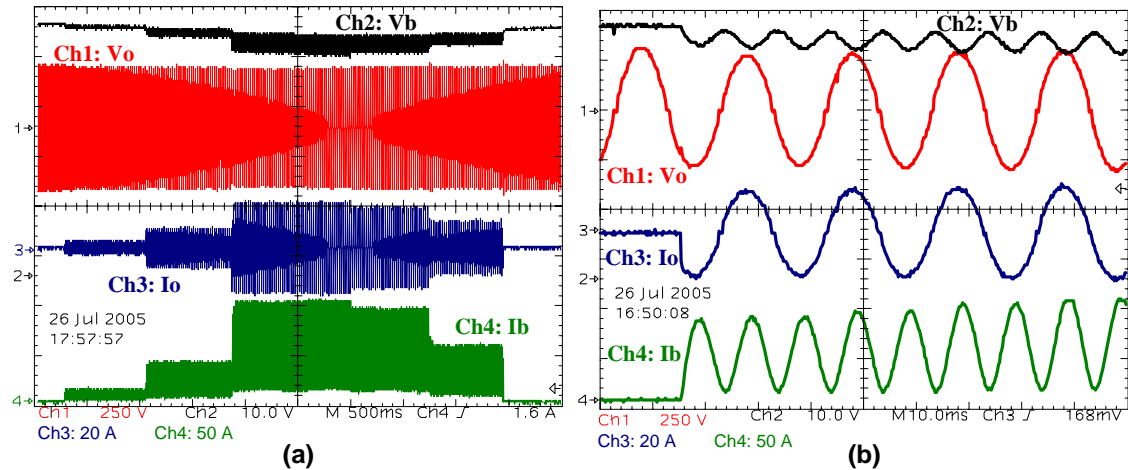 Ch2: Vb
Ch1: Vo
1
3
2
Ch3: Io
26 Jul 2005
17:57:57
Ch4: Ib
4
Ch1 250 V Ch2 10.0 V M 500ms Ch4 1.6 A
Ch3: 20 A Ch4: 50 A
(a)
Ch2: Vb
1
Ch1: Vo
3
Ch3: Io
2
26 Jul 2005
16:50:08
Ch4: Ib
4
Ch1 250 V Ch2 10.0 V M10.0ms Ch3 168mV
Ch3: 20 A Ch4: 50 A
(b)